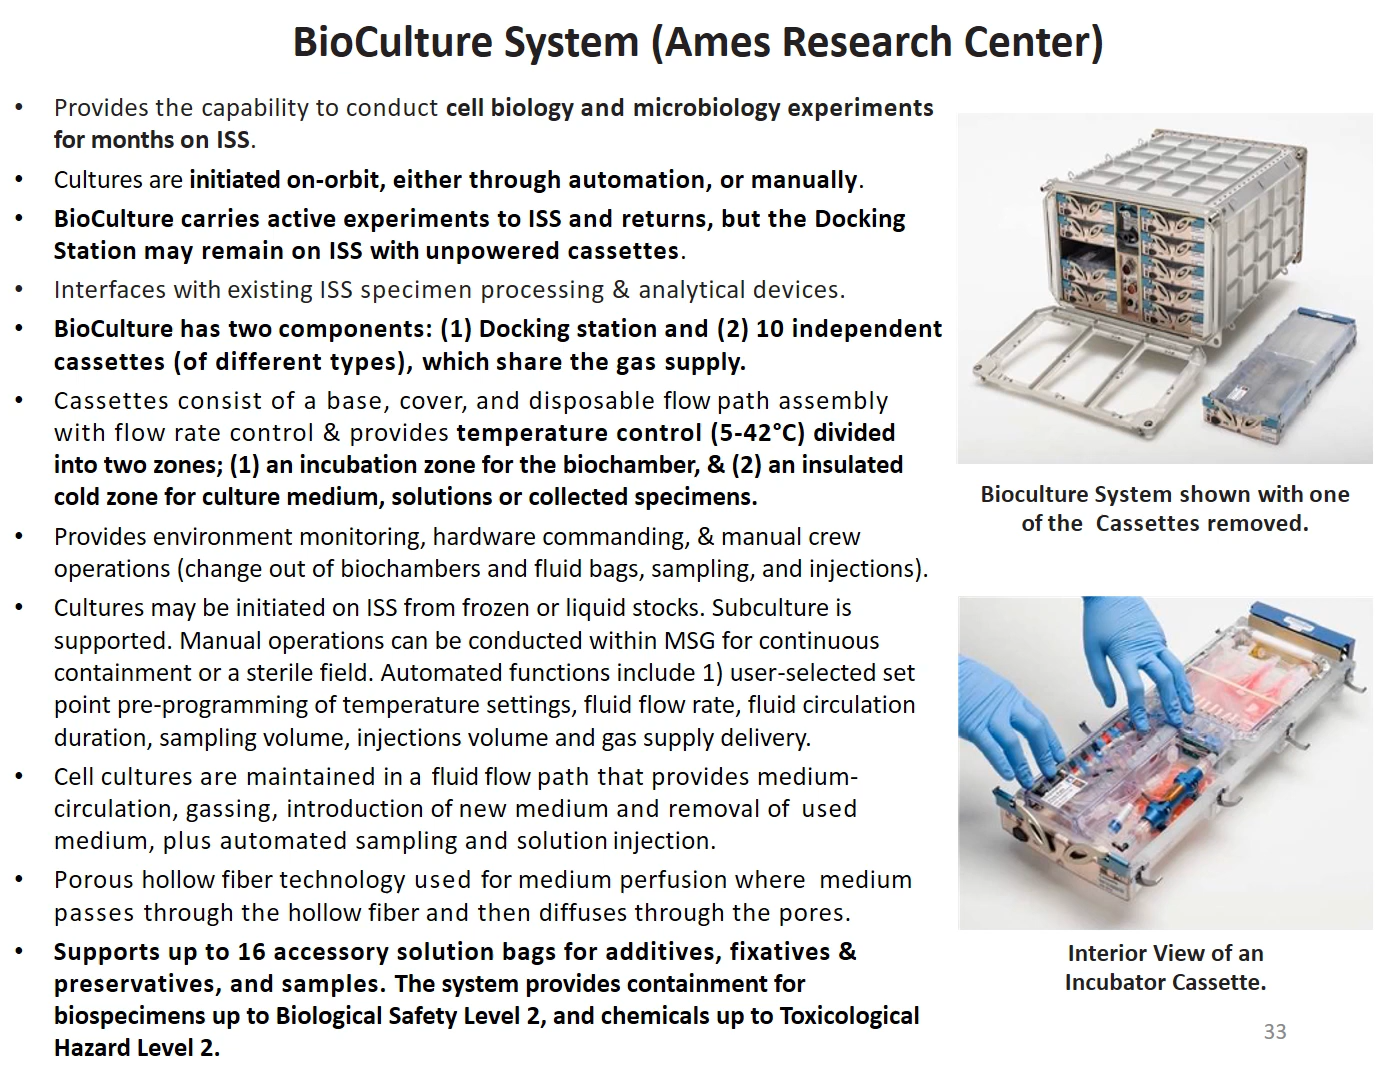 BioCulture System (Ames Research Center)
• Provides the capability to conduct cell biology and microbiology experiments
for months on ISS.
• Cultures are initiated on-orbit, either through automation, or manually.
• BioCulture carries active experiments to ISS and returns, but the Docking
Station may remain on ISS with unpowered cassettes.
• Interfaces with existing ISS specimen processing & analytical devices.
• BioCulture has two components: (1) Docking station and (2) 10 independent
cassettes (of different types), which share the gas supply.
• Cassettes consist of a base, cover, and disposable flow path assembly
with flow rate control & provides temperature control (5-42°C) divided
into two zones; (1) an incubation zone for the biochamber, & (2) an insulated
cold zone for culture medium, solutions or collected specimens.
• Provides environment monitoring, hardware commanding, & manual crew
operations (change out of biochambers and fluid bags, sampling, and injections).
• Cultures may be initiated on ISS from frozen or liquid stocks. Subculture is
supported. Manual operations can be conducted within MSG for continuous
containment or a sterile field. Automated functions include 1) user-selected set
point pre-programming of temperature settings, fluid flow rate, fluid circulation
duration, sampling volume, injections volume and gas supply delivery.
• Cell cultures are maintained in a fluid flow path that provides medium-
circulation, gassing, introduction of new medium and removal of used
medium, plus automated sampling and solution injection.
• Porous hollow fiber technology used for medium perfusion where medium
passes through the hollow fiber and then diffuses through the pores.
• Supports up to 16 accessory solution bags for additives, fixatives &
preservatives, and samples. The system provides containment for
biospecimens up to Biological Safety Level 2, and chemicals up to Toxicological
Hazard Level 2.
Bioculture System shown with one
of the Cassettes removed.
Interior View of an
Incubator Cassette.
33